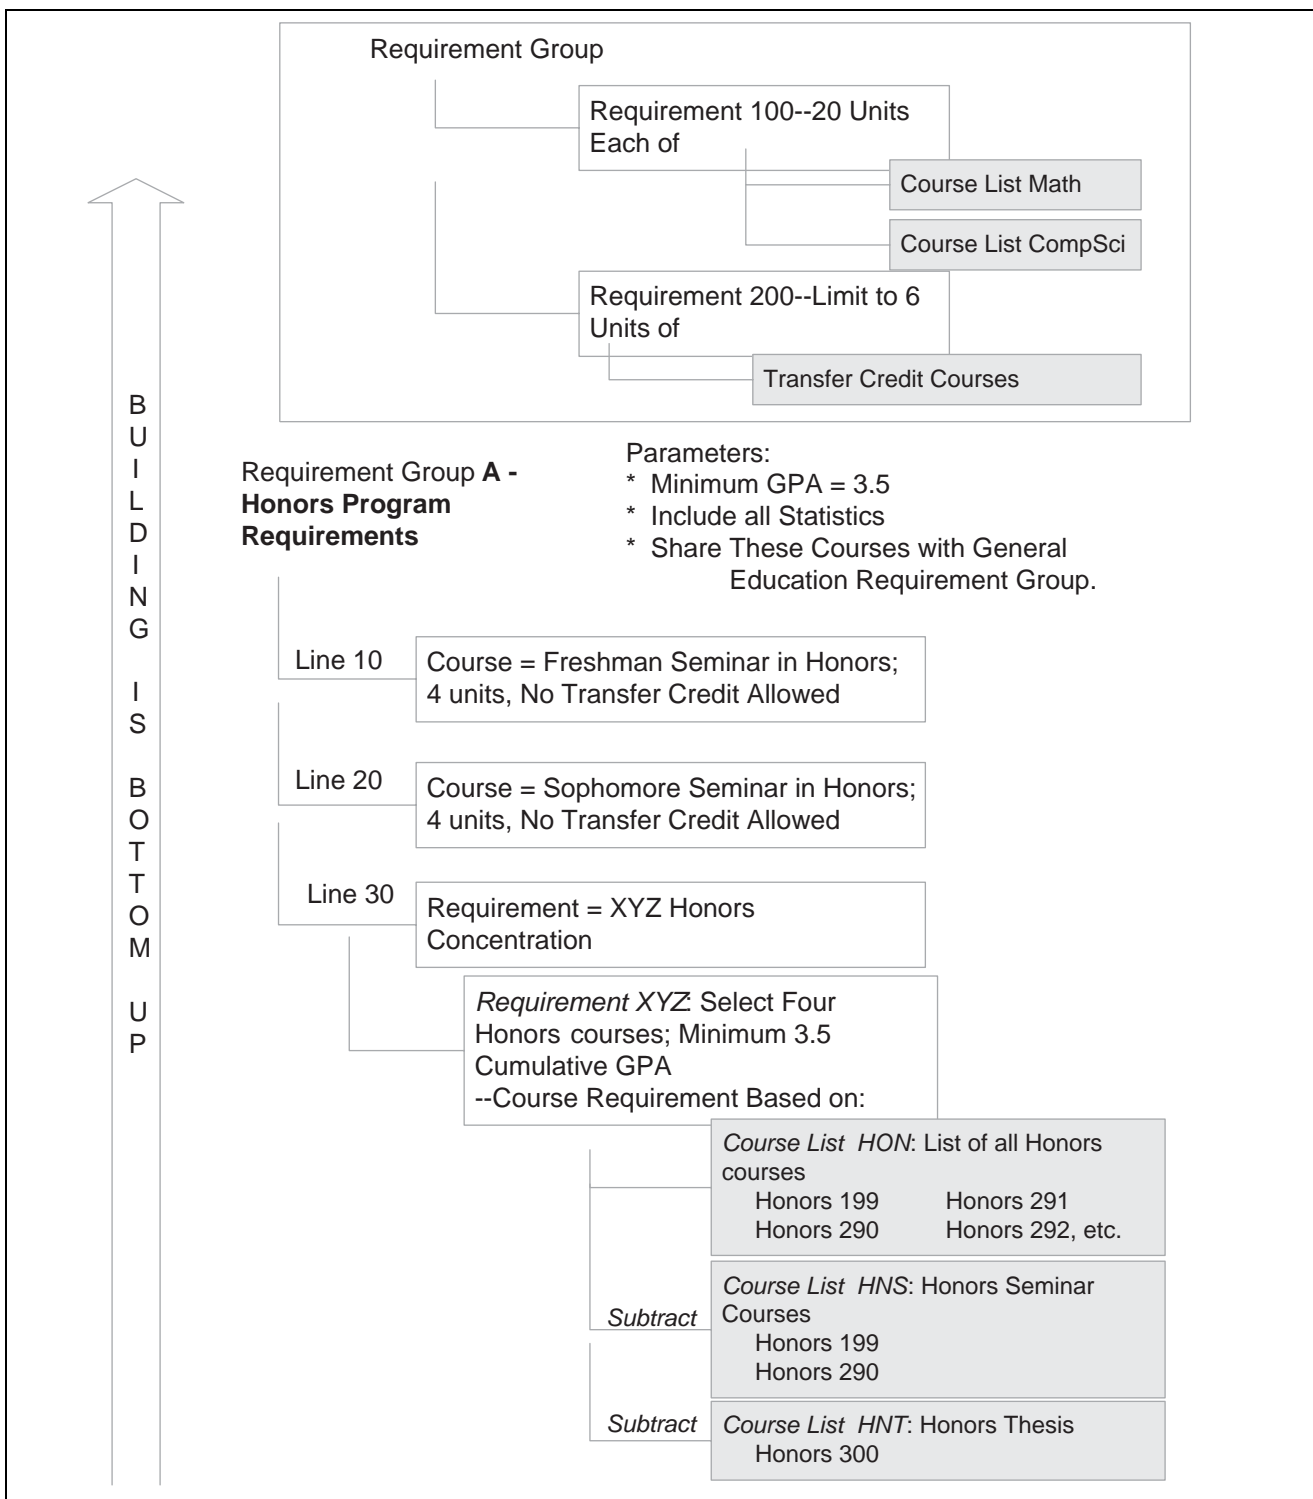 Requirement Group
Requirement 100--20 Units
Each of
Course List Math
Course List CompSci
Requirement 200--Limit to 6
Units of
Transfer Credit Courses
BUILDING IS BOTTOM UP
Requirement Group A -
Honors Program
Requirements
Parameters:
* Minimum GPA = 3.5
* Include all Statistics
* Share These Courses with General
Education Requirement Group.
Line 10
Course = Freshman Seminar in Honors;
4 units, No Transfer Credit Allowed
Line 20
Course = Sophomore Seminar in Honors;
4 units, No Transfer Credit Allowed
Line 30
Requirement = XYZ Honors
Concentration
Requirement XYZ: Select Four
Honors courses; Minimum 3.5
Cumulative GPA
--Course Requirement Based on:
Course List HON: List of all Honors
courses
Honors 199 Honors 291
Honors 290 Honors 292, etc.
Subtract
Course List HNS: Honors Seminar
Courses
Honors 199
Honors 290
Subtract
Course List HNT: Honors Thesis
Honors 300